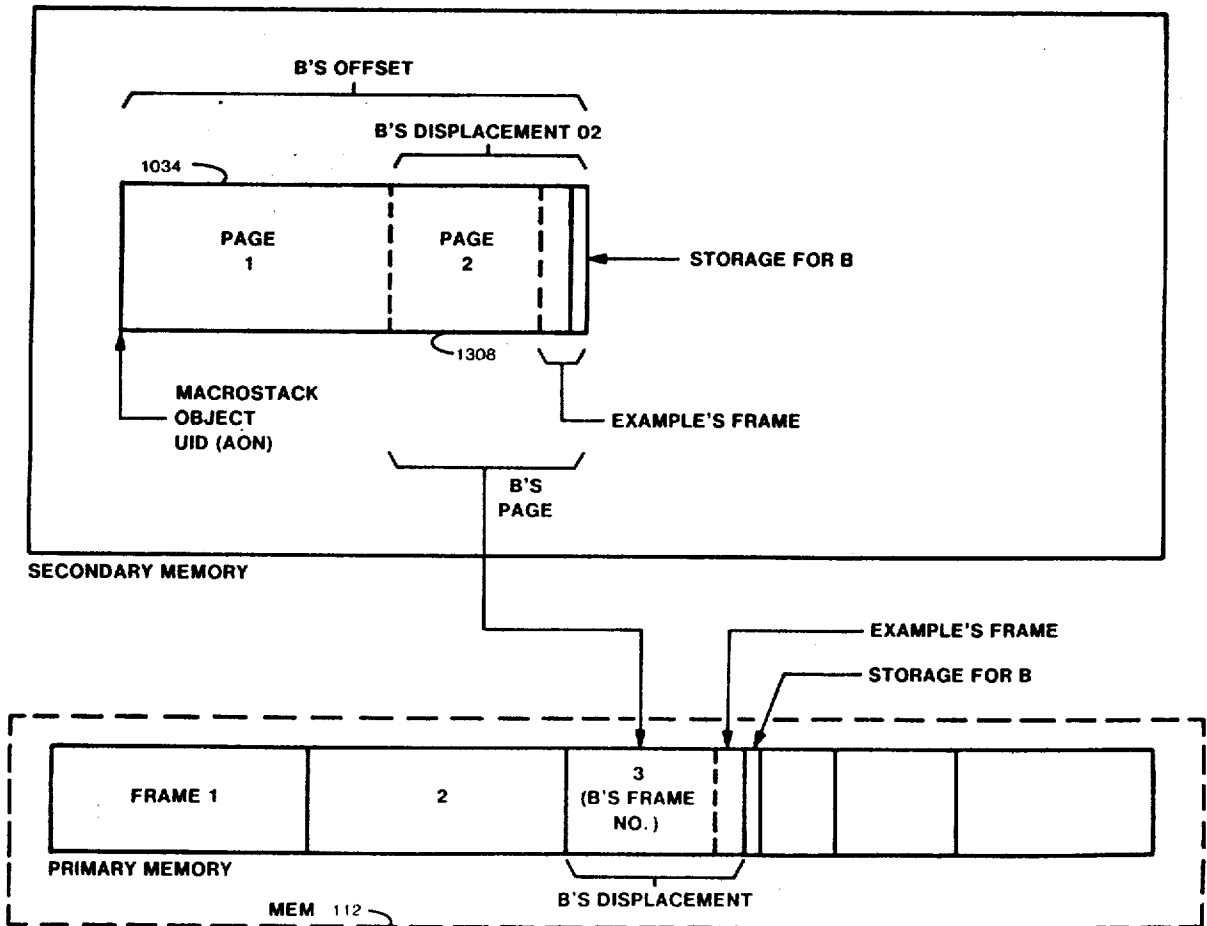 B'S OFFSET
B'S DISPLACEMENT 02
1034
PAGE
1
PAGE
2
STORAGE FOR B
1308
MACROSTACK
OBJECT
UID (AON)
EXAMPLE'S FRAME
B'S
PAGE
SECONDARY MEMORY
EXAMPLE'S FRAME
STORAGE FOR B
FRAME 1
2
3
(B'S FRAME
NO.)
PRIMARY MEMORY
B'S DISPLACEMENT
MEM 112